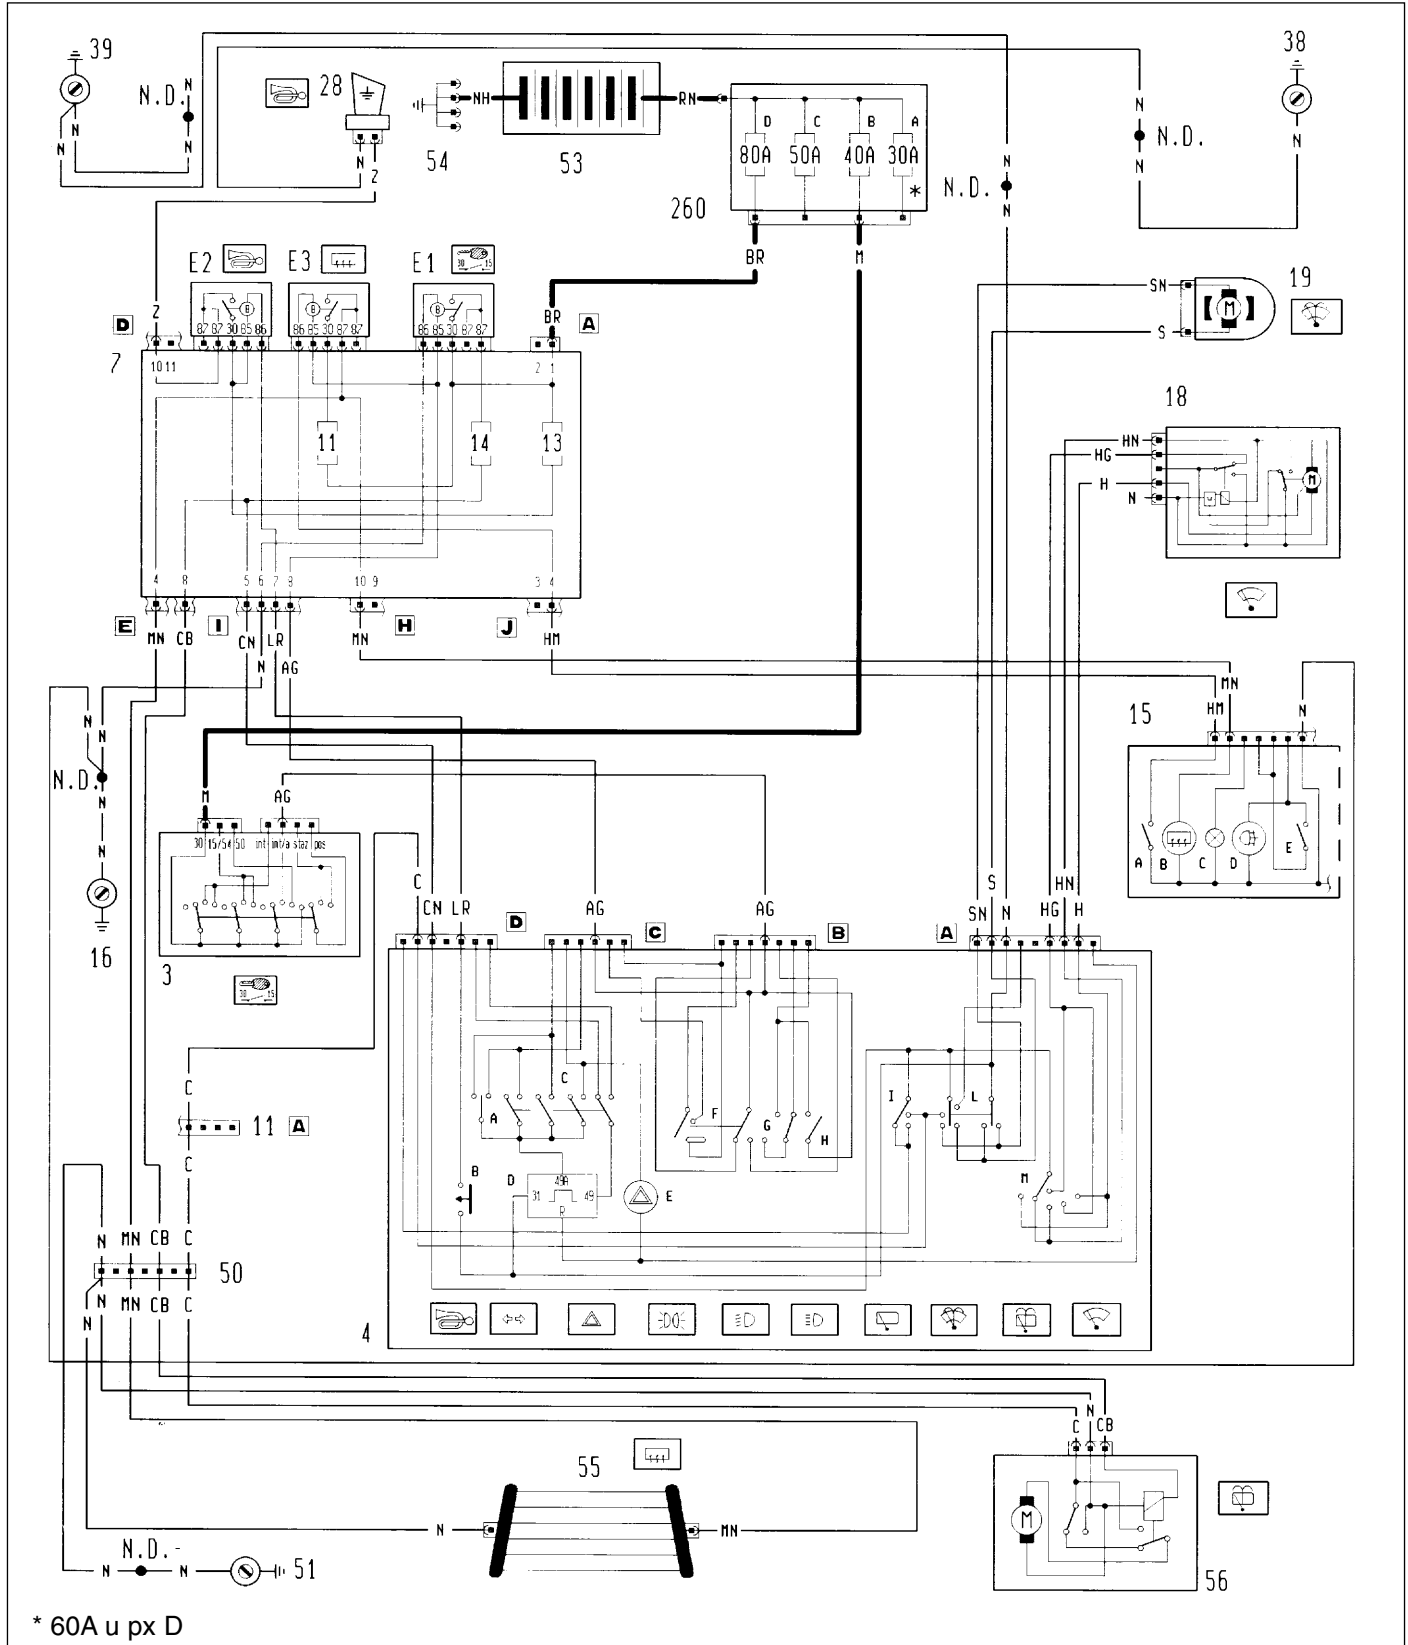 39
N.D.
N
N
N
N
28
N
Z
54
NH
53
RN
260
D C B A
80A 50A 40A 30A
*
BR
M
N.D.
N
N
N
N.D.
N
38
N
SN
S
19
M
E2
E3
E1
30 15
B
B
B
87 87 30 85 86
86 85 30 87 87
86 85 30 87 87
Z
BR
D
A
7
10 11
2 1
11
14
13
4 8 5 6 7 8 10 9 3 4
E
I
H
J
MN CB CN N LR AG MN HM
18
HN
HG
H
N
M
M
MN
HM
N
15
A B C D E
N
N
N.D.
N
N
16
M
AG
30 15/54 50 int int/a staz pos
3
30 15
C
CN LR
D
AG
C
AG
B
A
SN
S
N
HG
HN
H
C
A
B
D
31
49A
49
R
E
F
G
H
I
L
M
4
C
11 A
C
N MN CB C
50
N MN CB C
N
C
N
CB
M
56
55
N
MN
N.D.-
N
N
51
* 60A u px D